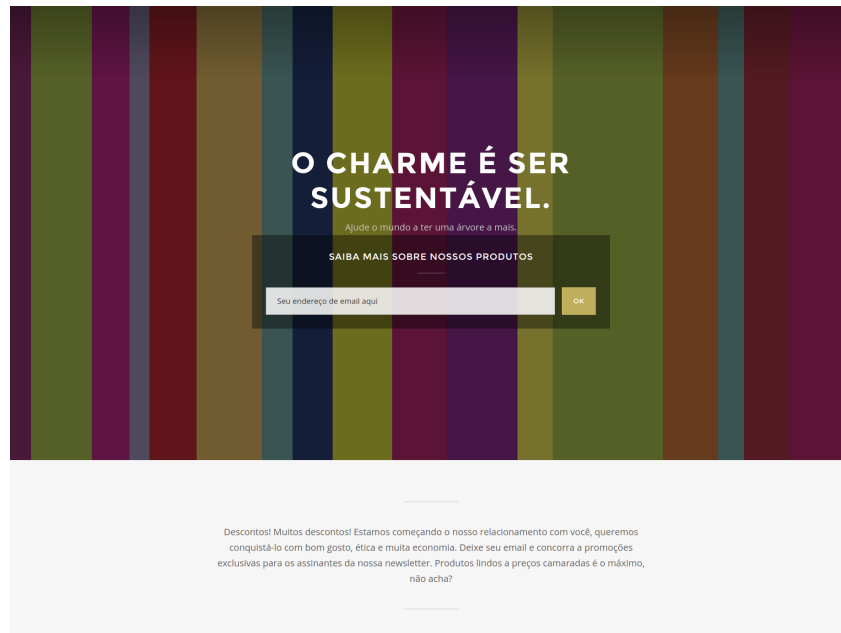 O CHARME É SER
SUSTENTÁVEL.
Ajude o mundo a ter uma árvore a mais.
SAIBA MAIS SOBRE NOSSOS PRODUTOS
Seu endereço de email aqui
OK
Descontos! Muitos descontos! Estamos começando o nosso relacionamento com você, queremos
conquistá-lo com bom gosto, ética e muita economia. Deixe seu email e concorra a promoções
exclusivas para os assinantes da nossa newsletter. Produtos lindos a preços camaradas é o máximo,
não acha?